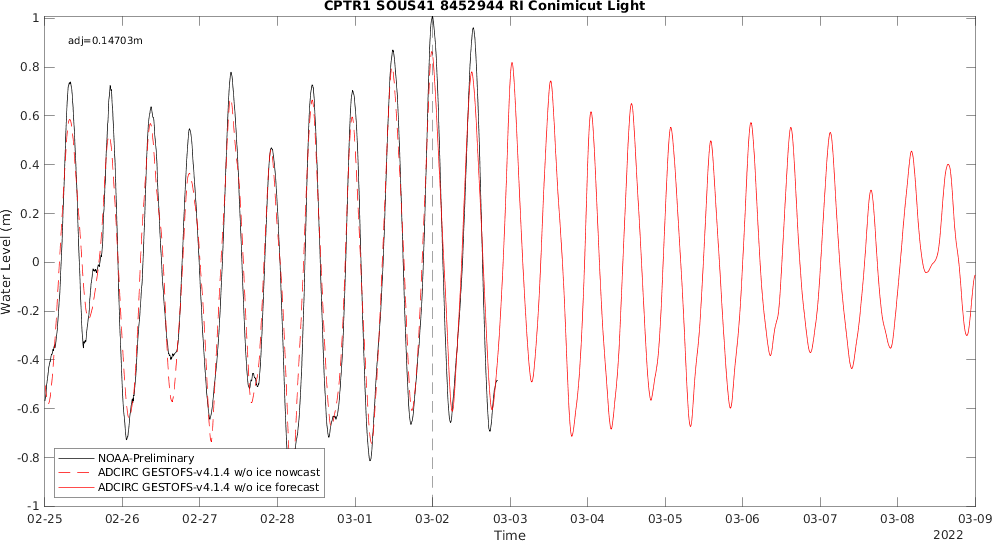 CPTR1 SOUS41 8452944 RI Conimicut Light
adj=0.14703m
1
0.8
0.6
0.4
0.2
0
-0.2
-0.4
-0.6
-0.8
-1
Water Level (m)
NOAA-Preliminary
ADCIRC GESTOFS-v4.1.4 w/o ice nowcast
ADCIRC GESTOFS-v4.1.4 w/o ice forecast
02-25 02-26 02-27 02-28 03-01 03-02 03-03 03-04 03-05 03-06 03-07 03-08 03-09
Time
2022